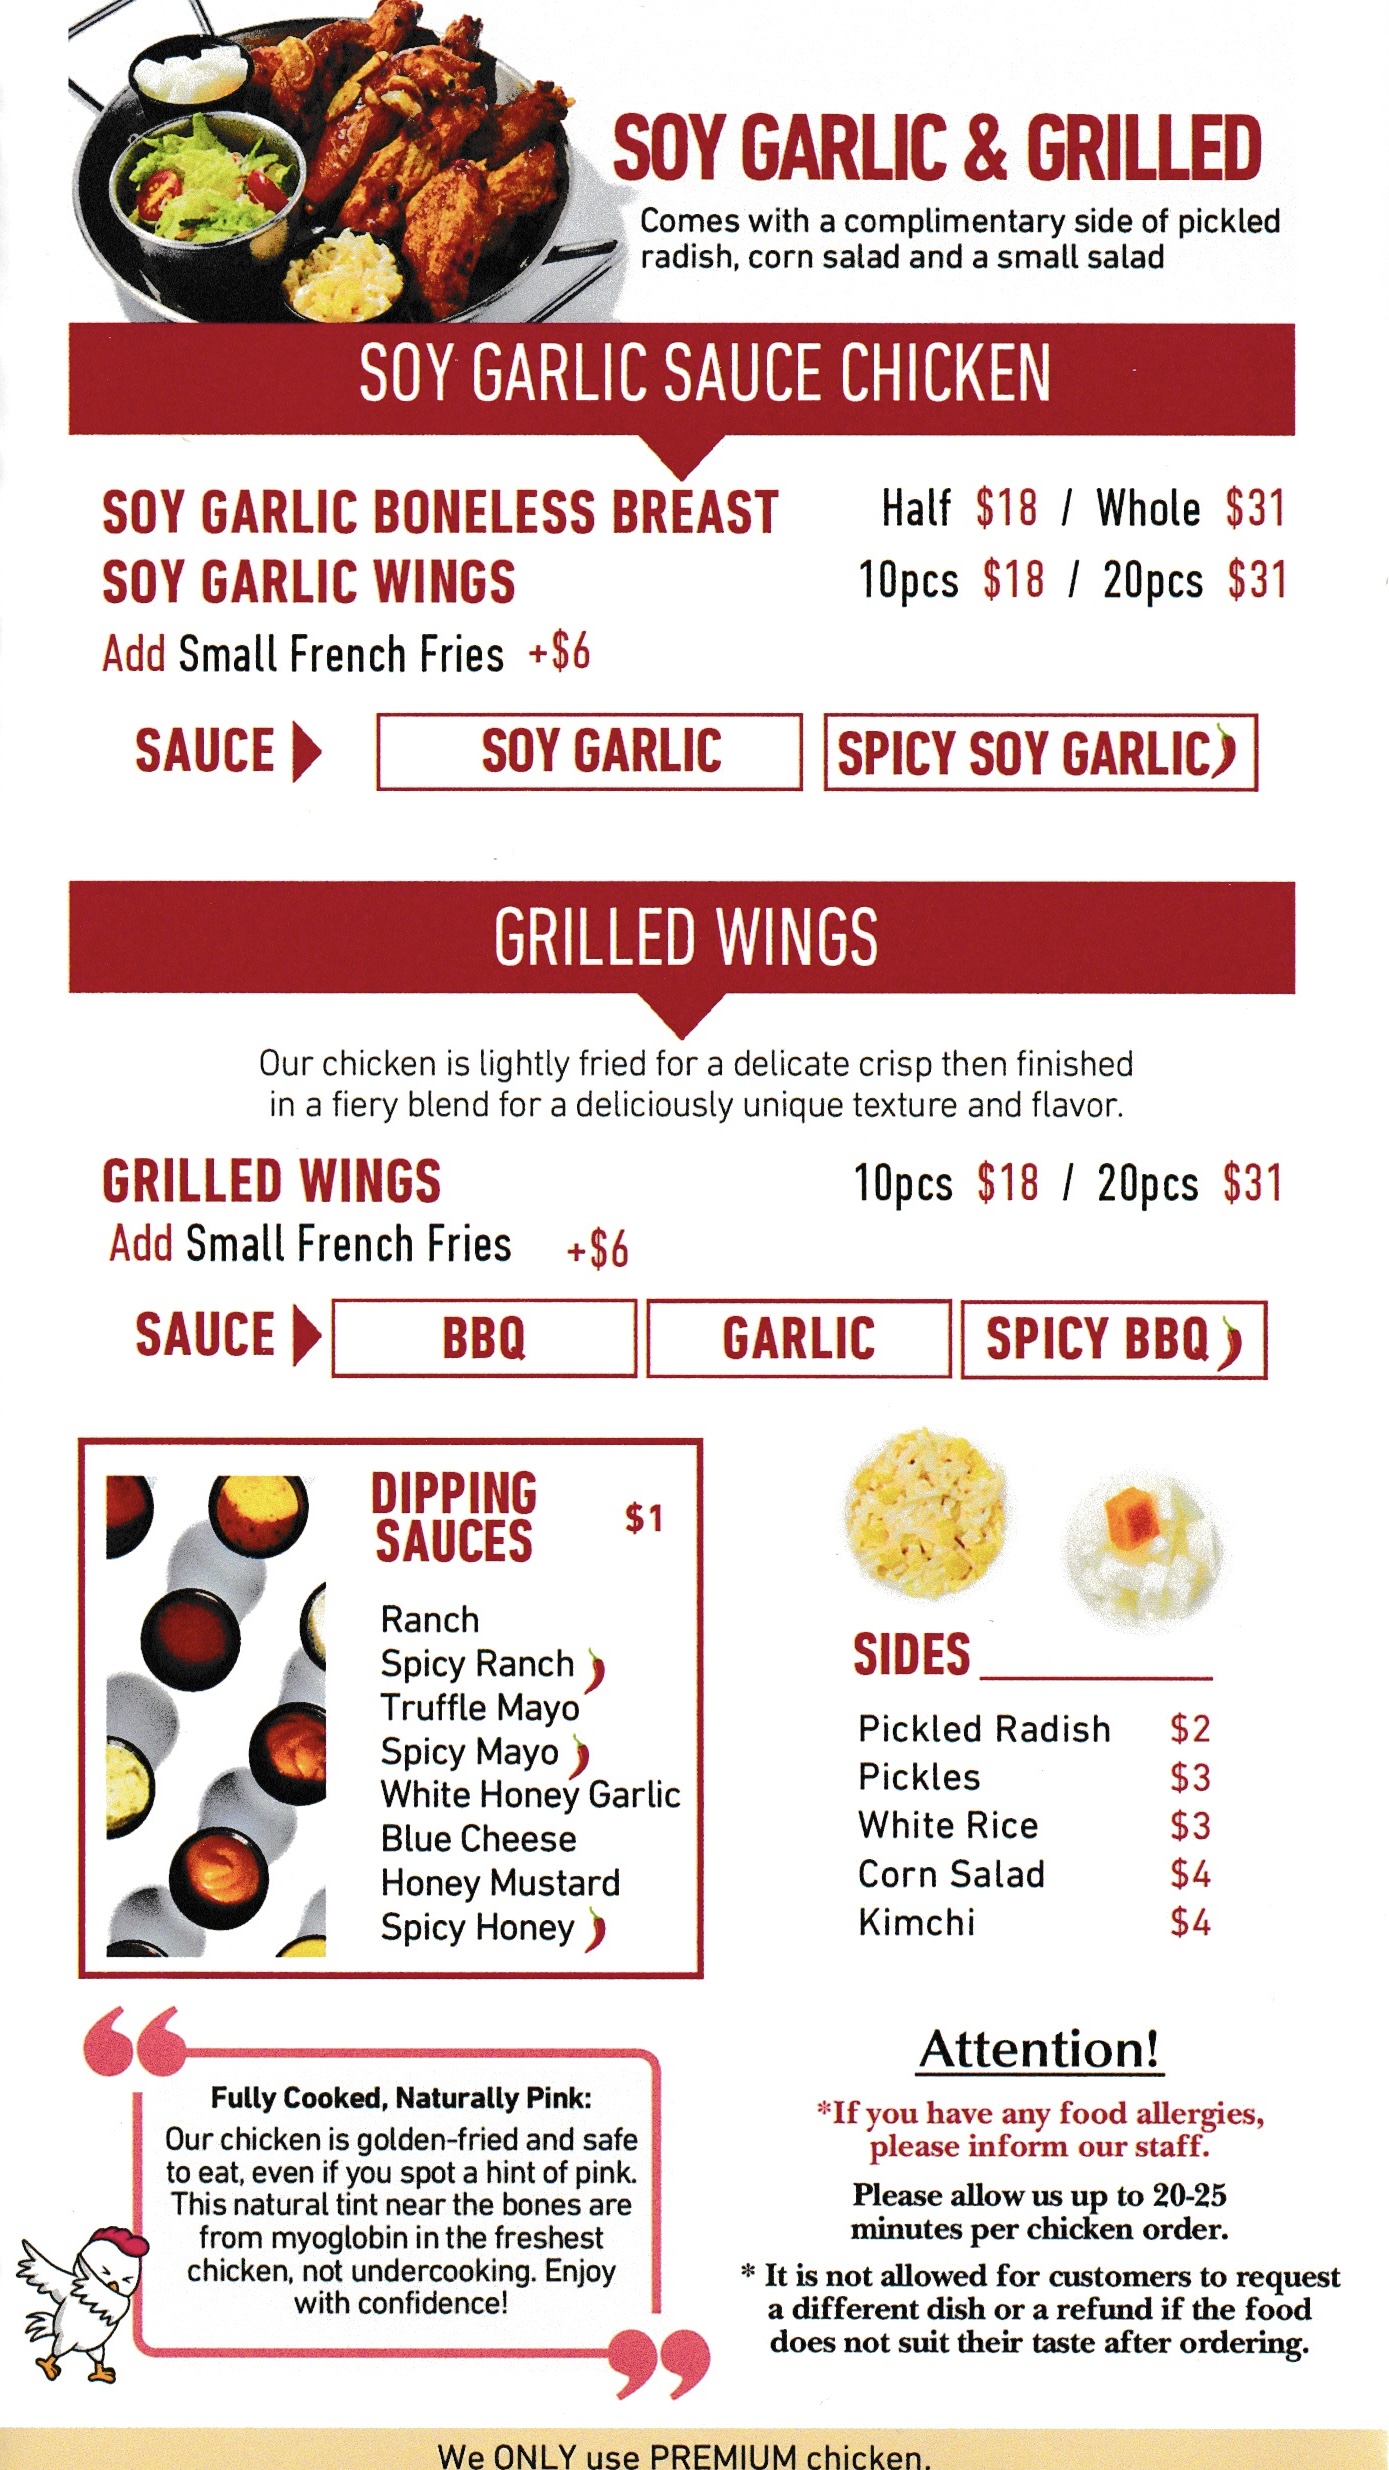 SOY GARLIC & GRILLED
Comes with a complimentary side of pickled
radish, corn salad and a small salad
SOY GARLIC SAUCE CHICKEN
SOY GARLIC BONELESS BREAST Half $18 / Whole $31
SOY GARLIC WINGS 10pcs $18 / 20pcs $31
Add Small French Fries +$6
SAUCE SOY GARLIC SPICY SOY GARLIC
GRILLED WINGS
Our chicken is lightly fried for a delicate crisp then finished
in a fiery blend for a deliciously unique texture and flavor.
GRILLED WINGS 10pcs $18 / 20pcs $31
Add Small French Fries +$6
SAUCE BBQ GARLIC SPICY BBQ
DIPPING
SAUCES $1
Ranch
Spicy Ranch
Truffle Mayo
Spicy Mayo
White Honey Garlic
Blue Cheese
Honey Mustard
Spicy Honey
SIDES
Pickled Radish $2
Pickles $3
White Rice $3
Corn Salad $4
Kimchi $4
Fully Cooked, Naturally Pink:
Our chicken is golden-fried and safe
to eat, even if you spot a hint of pink.
This natural tint near the bones are
from myoglobin in the freshest
chicken, not undercooking. Enjoy
with confidence!
Attention!
*If you have any food allergies,
please inform our staff.
Please allow us up to 20-25
minutes per chicken order.
* It is not allowed for customers to request
a different dish or a refund if the food
does not suit their taste after ordering.
We ONLY use PREMIUM chicken.